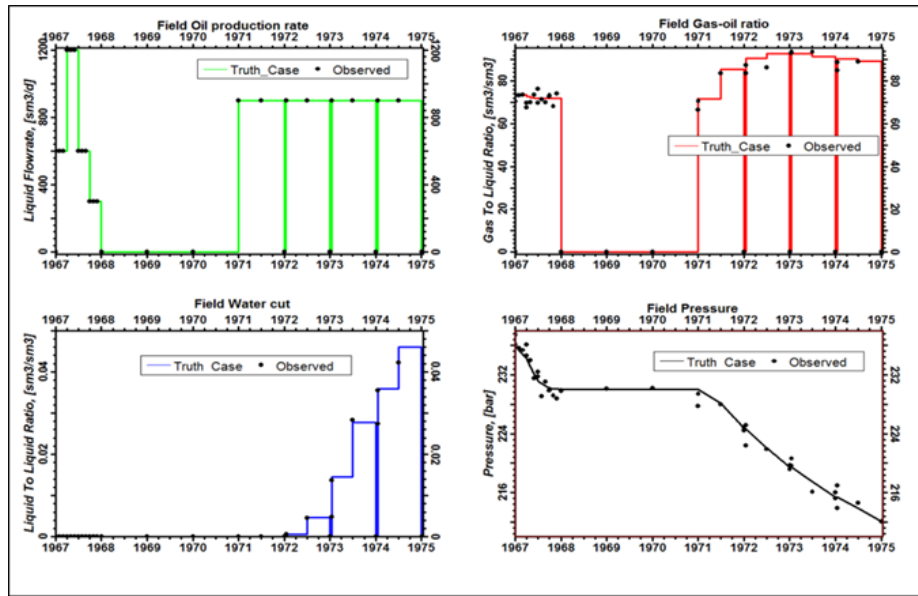 Field Oil production rate
1967 1968 1969 1970 1971 1972 1973 1974 1975
Liquid Flowrate, [sm3/d]
0 400 800 1200
Truth_Case Observed
0 400 800 1200
1967 1968 1969 1970 1971 1972 1973 1974 1975
Field Gas-oil ratio
1967 1968 1969 1970 1971 1972 1973 1974 1975
Gas To Liquid Ratio, [sm3/sm3]
0 20 40 60 80
Truth_Case Observed
0 20 40 60 80
1967 1968 1969 1970 1971 1972 1973 1974 1975
Field Water cut
1967 1968 1969 1970 1971 1972 1973 1974 1975
Liquid To Liquid Ratio, [sm3/sm3]
0 0.02 0.04
Truth_Case Observed
0 0.02 0.04
1967 1968 1969 1970 1971 1972 1973 1974 1975
Field Pressure
1967 1968 1969 1970 1971 1972 1973 1974 1975
Pressure, [bar]
216 224 232
Truth_Case Observed
216 224 232
1967 1968 1969 1970 1971 1972 1973 1974 1975